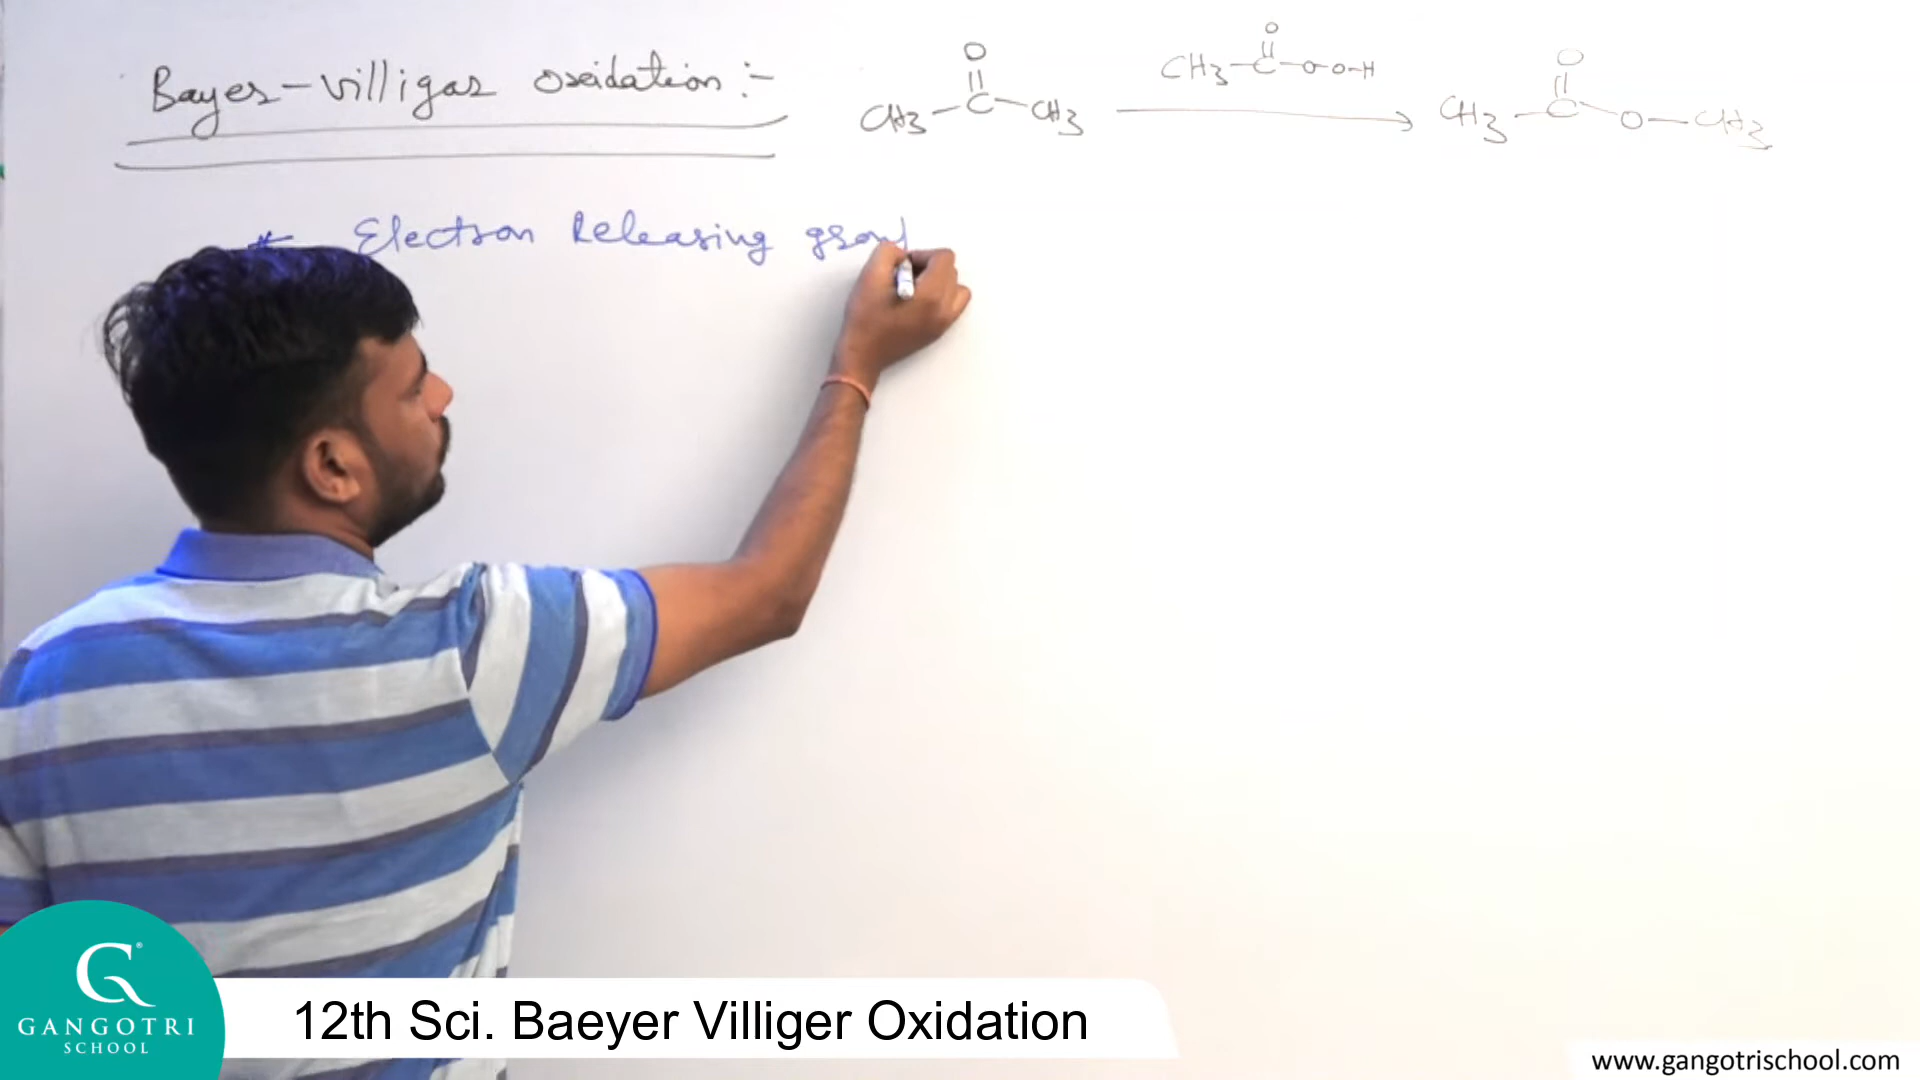 Bayer-villigar oxidation :-
O
CH3-C-CH3
O
CH3-C-O-O-H
O
CH3-C-O-CH3
* Electron Releasing group
12th Sci. Baeyer Villiger Oxidation
GANGOTRI
SCHOOL
www.gangotrischool.com